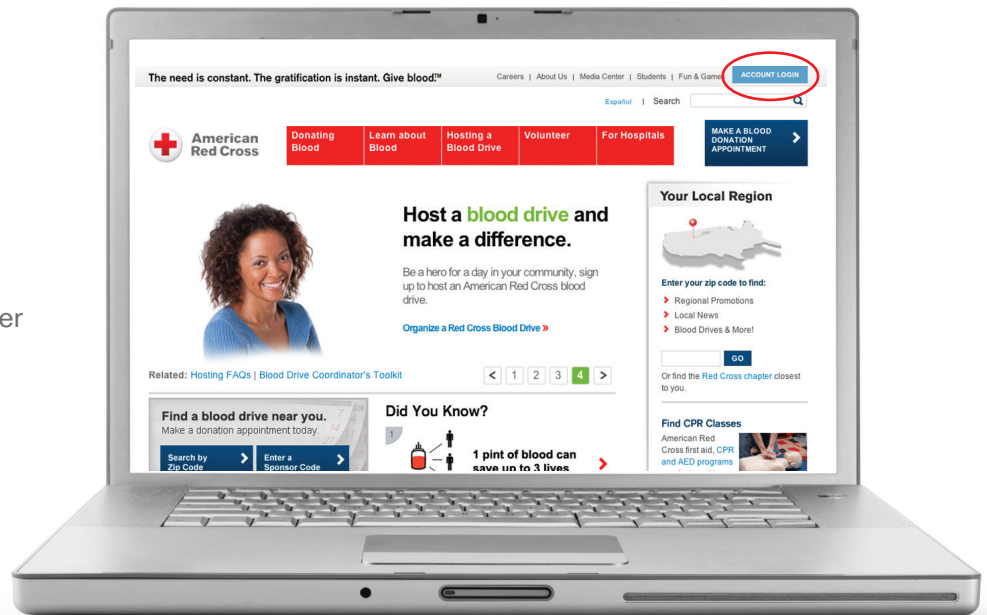 The need is constant. The gratification is instant. Give blood.™
Careers | About Us | Media Center | Students | Fun & Games
ACCOUNT LOGIN
Español | Search
American
Red Cross
Donating
Blood
Learn about
Blood
Hosting a
Blood Drive
Volunteer
For Hospitals
MAKE A BLOOD
DONATION
APPOINTMENT
Host a blood drive and
make a difference.
Be a hero for a day in your community, sign
up to host an American Red Cross blood
drive.
Organize a Red Cross Blood Drive »
Related: Hosting FAQs | Blood Drive Coordinator's Toolkit
< 1 2 3 4 >
Your Local Region
Enter your zip code to find:
Regional Promotions
Local News
Blood Drives & More!
GO
Or find the Red Cross chapter closest
to you.
Find a blood drive near you.
Make a donation appointment today.
Search by
Zip Code
Enter a
Sponsor Code
Did You Know?
1
1 pint of blood can
save up to 3 lives
Find CPR Classes
American Red
Cross first aid, CPR
and AED programs
er